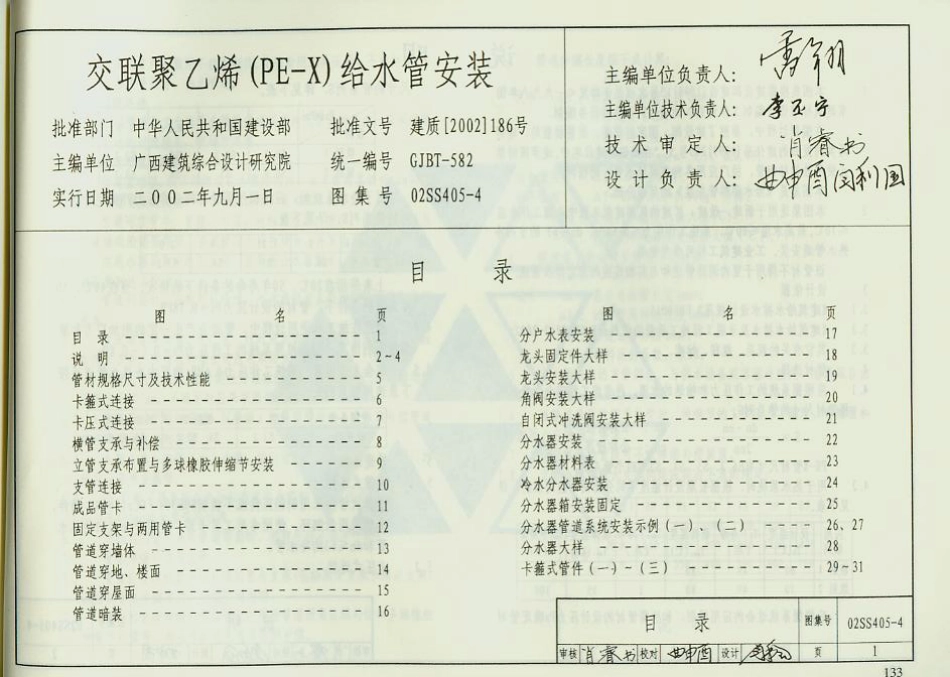 交联聚乙烯(PE-X)给水管安装
批准部门 中华人民共和国建设部 批准文号 建质[2002]186号
主编单位 广西建筑综合设计研究院 统一编号 GJBT-582
实行日期 二00二年九月一日 图集号 02SS405-4
主编单位负责人:
主编单位技术负责人:
技术审定人: 肖睿书
设计负责人:
目 录
图 名 页
目 录 1
说 明 2-4
管材规格尺寸及技术性能 5
卡箍式连接 6
卡压式连接 7
横管支承与补偿 8
立管支承布置与多球橡胶伸缩节安装 9
支管连接 10
成品管卡 11
固定支架与两用管卡 12
管道穿墙体 13
管道穿地、楼面 14
管道穿屋面 15
管道暗装 16
图 名 页
分户水表安装 17
龙头固定件大样 18
龙头安装大样 19
角阀安装大样 20
自闭式冲洗阀安装大样 21
分水器安装 22
分水器材料表 23
冷水分水器安装 24
分水器箱安装固定 25
分水器管道系统安装示例(一)、(二) 26、27
分水器大样 28
卡箍式管件(一)-(三) 29~31
目 录 图集号 02SS405-4
审核 肖睿书 校对 设计 页 1
133